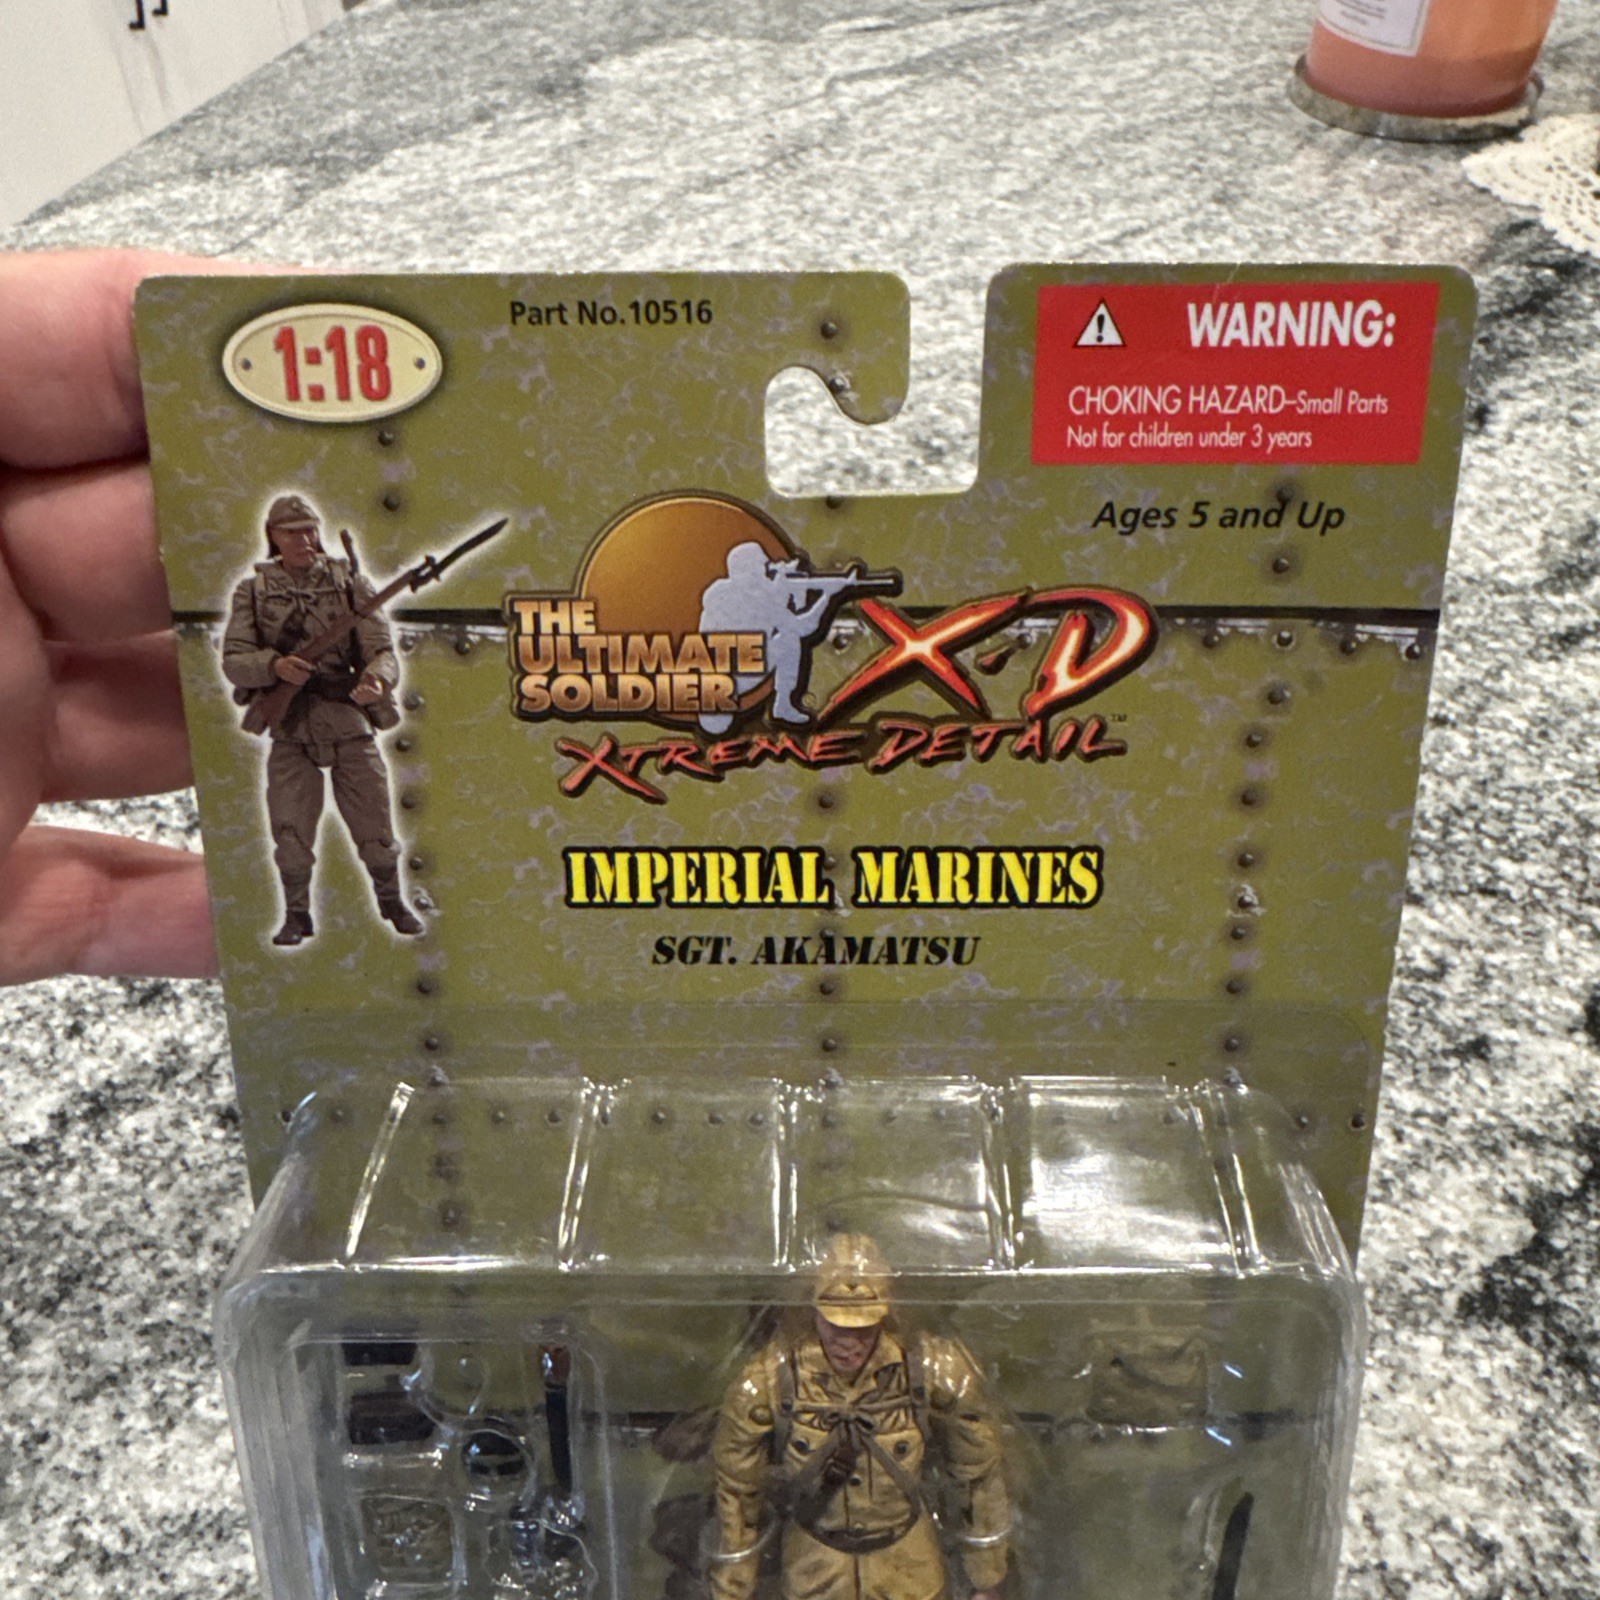 1:18
Part No.10516
WARNING:
CHOKING HAZARD–Small Parts
Not for children under 3 years
Ages 5 and Up
THE
ULTIMATE
SOLDIER
X-D
XTREME DETAIL™
IMPERIAL MARINES
SGT. AKAMATSU